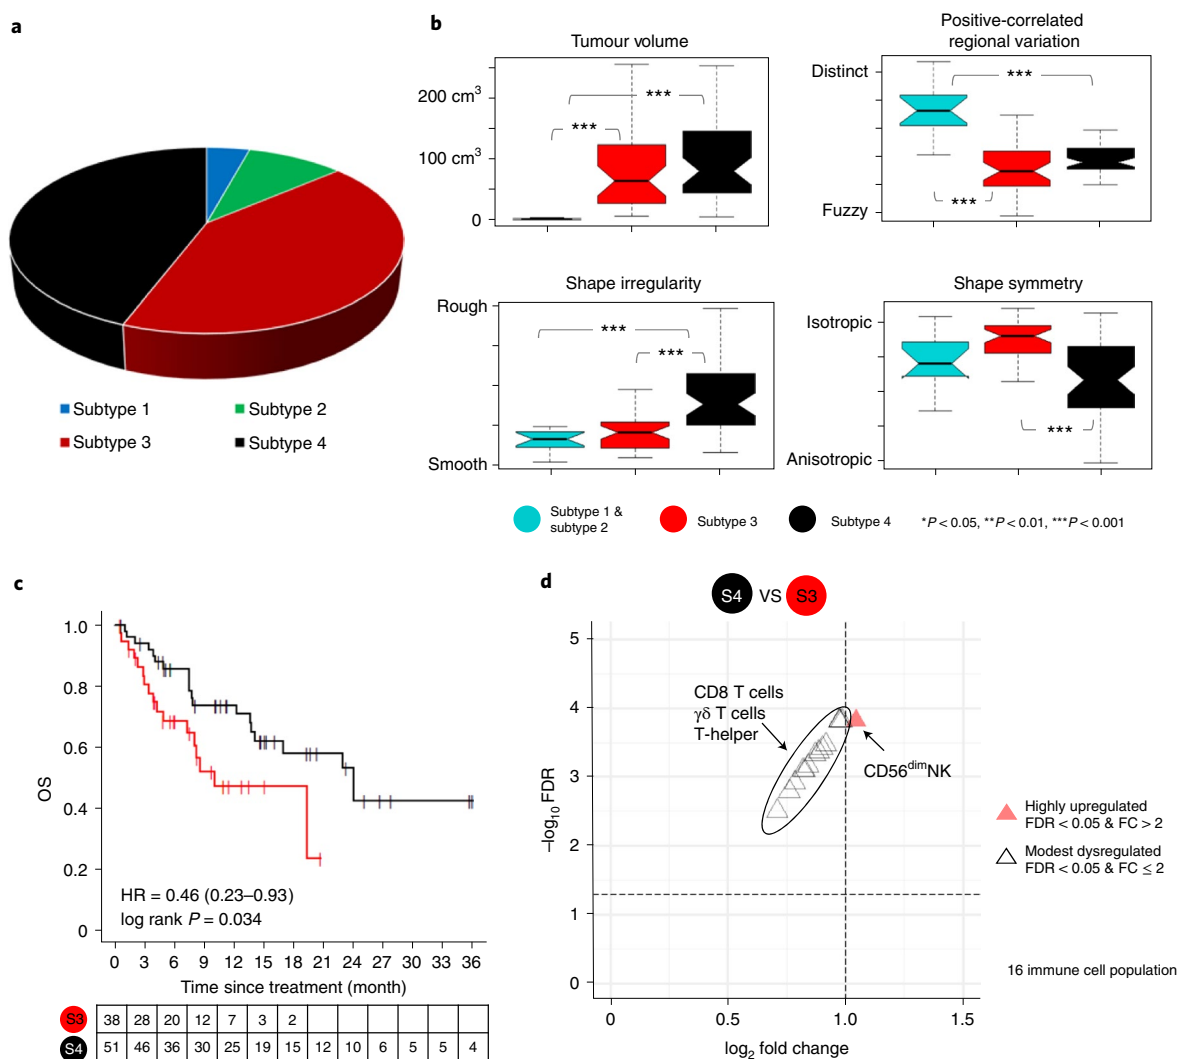 a
Subtype 1
Subtype 2
Subtype 3
Subtype 4
b
Tumour volume
200 cm³
100 cm³
0
***
***
Positive-correlated
regional variation
Distinct
Fuzzy
***
***
Shape irregularity
Rough
Smooth
***
***
Shape symmetry
Isotropic
Anisotropic
***
Subtype 1 &
subtype 2
Subtype 3
Subtype 4
*P < 0.05, **P < 0.01, ***P < 0.001
c
OS
1.0
0.8
0.6
0.4
0.2
0
HR = 0.46 (0.23–0.93)
log rank P = 0.034
0 3 6 9 12 15 18 21 24 27 30 33 36
Time since treatment (month)
S3 38 28 20 12 7 3 2
S4 51 46 36 30 25 19 15 12 10 6 5 5 4
d
S4 VS S3
–log₁₀ FDR
5
4
3
2
1
0
CD8 T cells
γδ T cells
T-helper
CD56ᵈⁱᵐNK
0 0.5 1.0 1.5
log₂ fold change
Highly upregulated
FDR < 0.05 & FC > 2
Modest dysregulated
FDR < 0.05 & FC ≤ 2
16 immune cell population